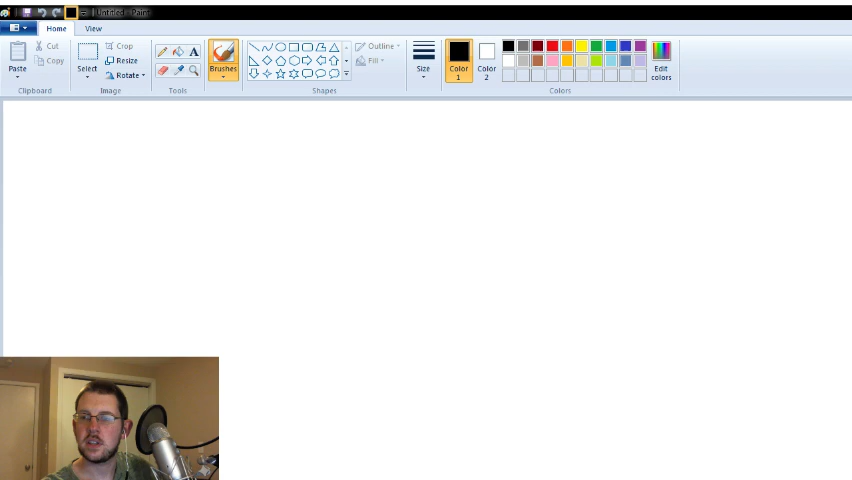 Untitled - Paint
Home View
Paste
Cut
Copy
Clipboard
Select
Crop
Resize
Rotate
Image
A
Tools
Brushes
Outline
Fill
Shapes
Size
Color 1
Color 2
Edit colors
Colors